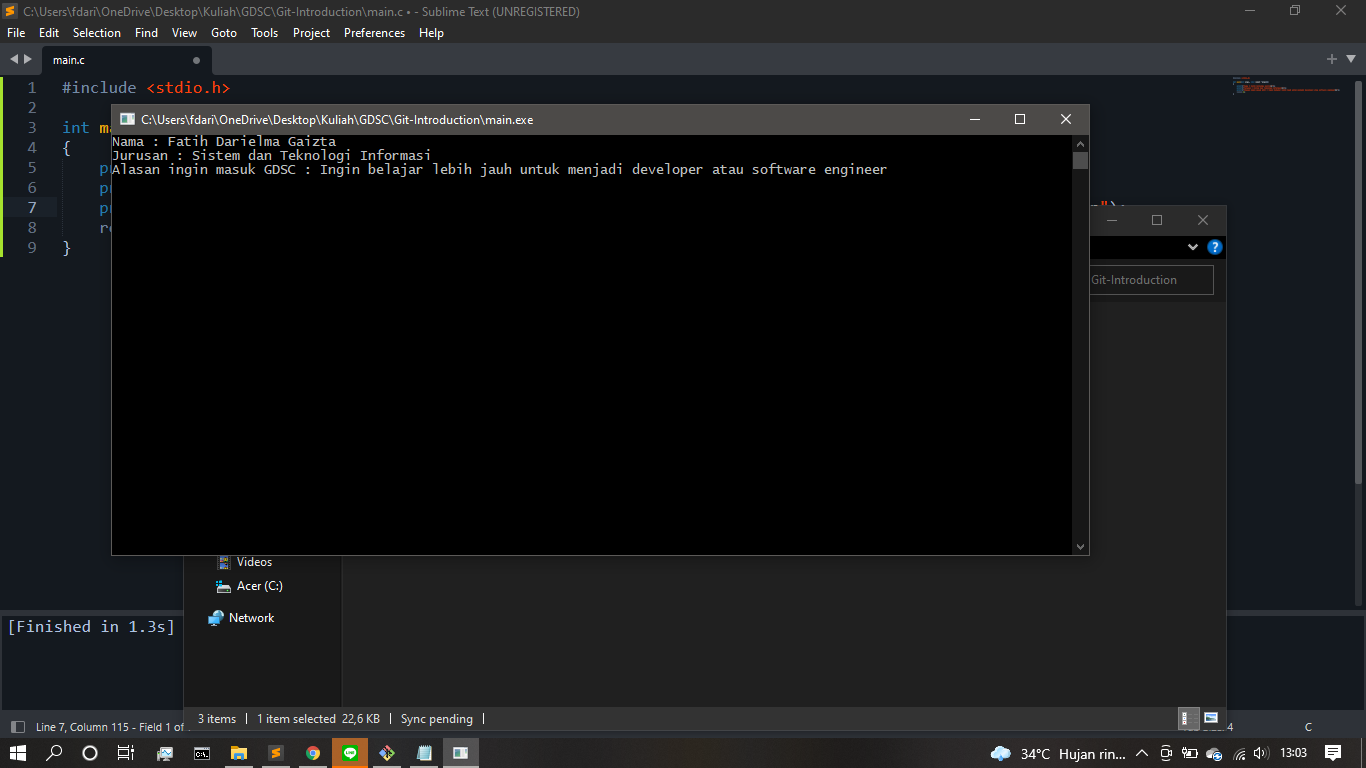 C:\Users\fdari\OneDrive\Desktop\Kuliah\GDSC\Git-Introduction\main.c • - Sublime Text (UNREGISTERED)
File Edit Selection Find View Goto Tools Project Preferences Help
main.c
1 #include <stdio.h>
2
3 int
4 {
5
6
7 ");
8
9 }
C:\Users\fdari\OneDrive\Desktop\Kuliah\GDSC\Git-Introduction\main.exe
Nama : Fatih Darielma Gaizta
Jurusan : Sistem dan Teknologi Informasi
Alasan ingin masuk GDSC : Ingin belajar lebih jauh untuk menjadi developer atau software engineer
Git-Introduction
Videos
Acer (C:)
Network
[Finished in 1.3s]
3 items 1 item selected 22,6 KB Sync pending
Line 7, Column 115 - Field 1 of
C
34°C Hujan rin... 13:03